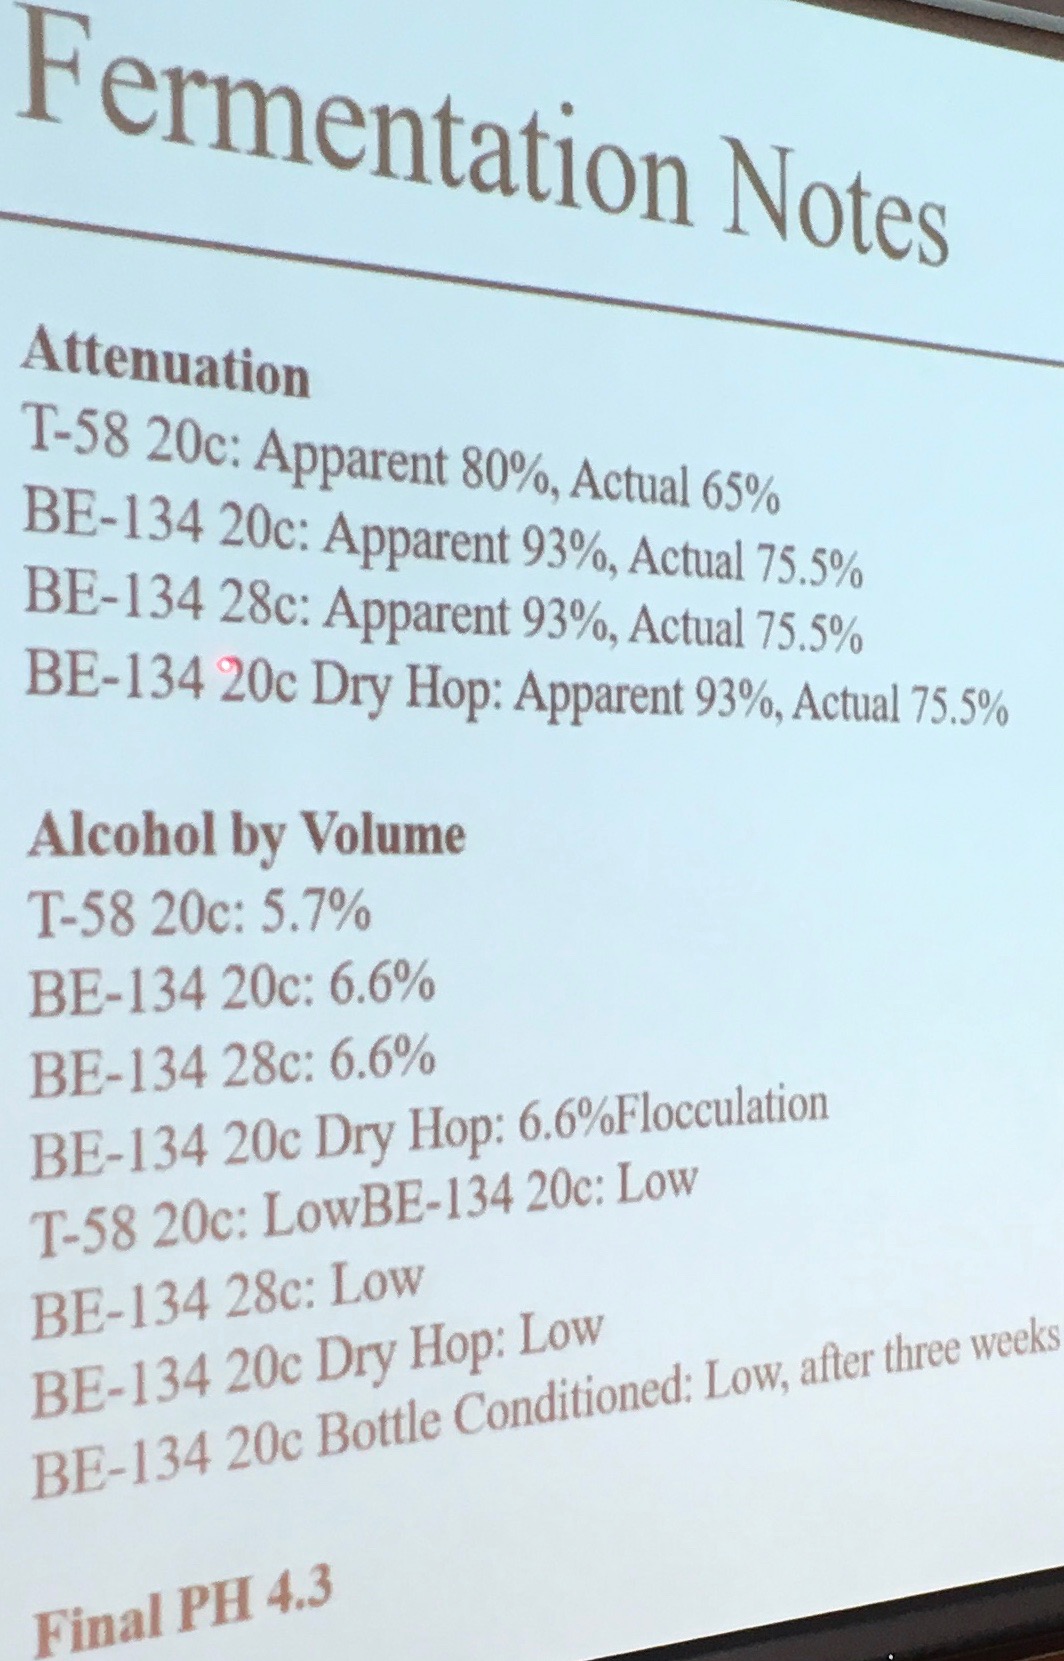 Fermentation Notes
Attenuation
T-58 20c: Apparent 80%, Actual 65%
BE-134 20c: Apparent 93%, Actual 75.5%
BE-134 28c: Apparent 93%, Actual 75.5%
BE-134 20c Dry Hop: Apparent 93%, Actual 75.5%
Alcohol by Volume
T-58 20c: 5.7%
BE-134 20c: 6.6%
BE-134 28c: 6.6%
BE-134 20c Dry Hop: 6.6%Flocculation
T-58 20c: LowBE-134 20c: Low
BE-134 28c: Low
BE-134 20c Dry Hop: Low
BE-134 20c Bottle Conditioned: Low, after three weeks
Final PH 4.3